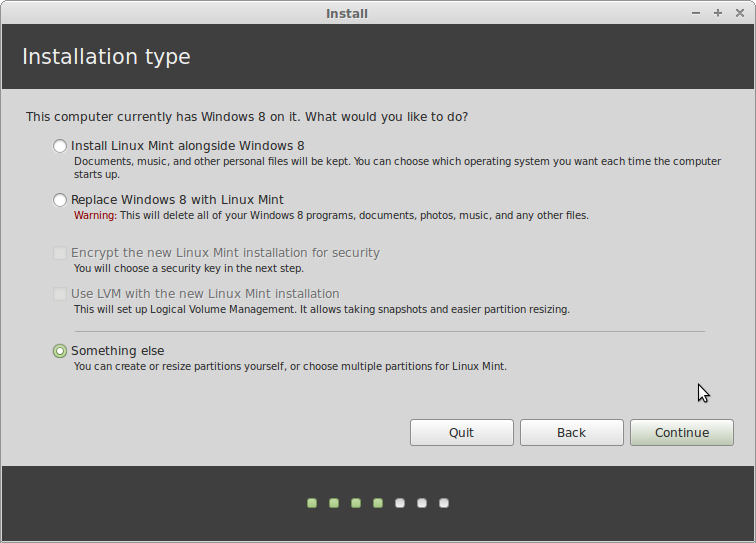 Install
Installation type
This computer currently has Windows 8 on it. What would you like to do?
Install Linux Mint alongside Windows 8
Documents, music, and other personal files will be kept. You can choose which operating system you want each time the computer
starts up.
Replace Windows 8 with Linux Mint
Warning: This will delete all of your Windows 8 programs, documents, photos, music, and any other files.
Encrypt the new Linux Mint installation for security
You will choose a security key in the next step.
Use LVM with the new Linux Mint installation
This will set up Logical Volume Management. It allows taking snapshots and easier partition resizing.
Something else
You can create or resize partitions yourself, or choose multiple partitions for Linux Mint.
Quit Back Continue